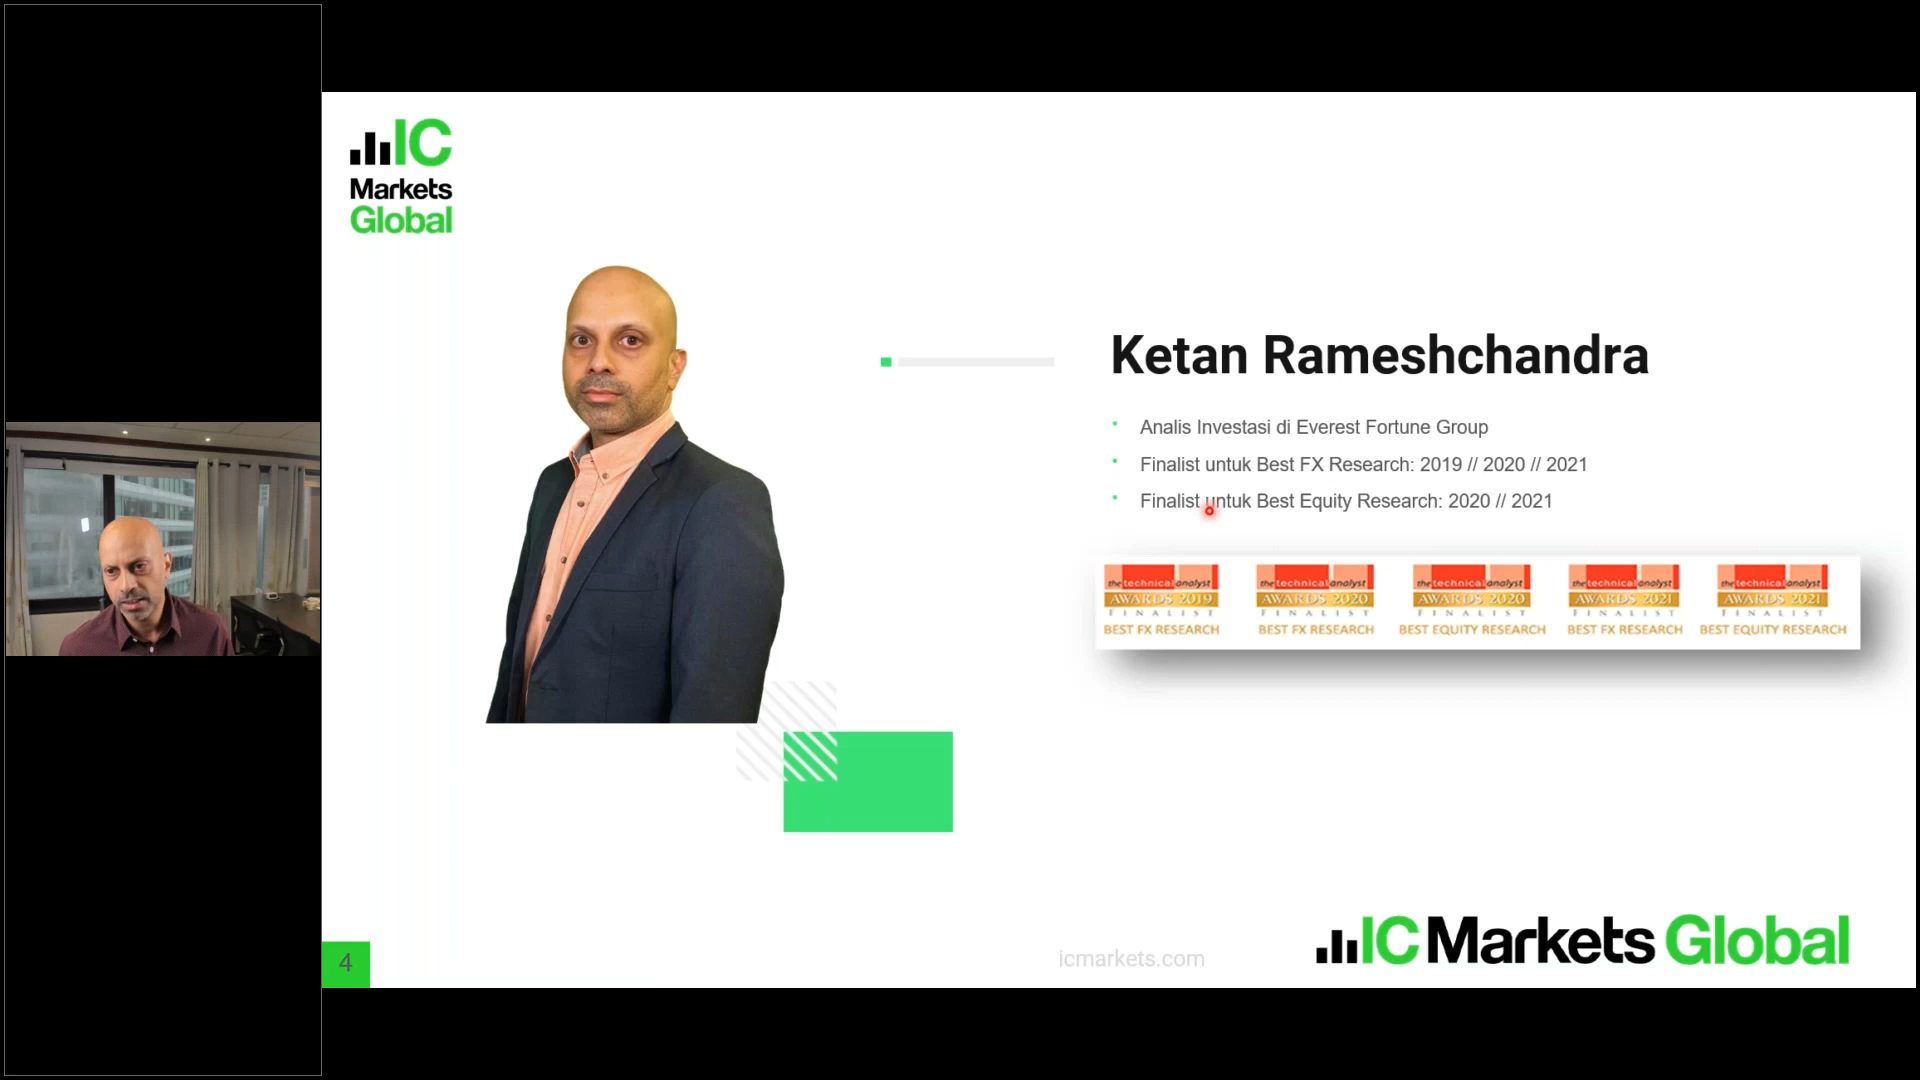 IC
Markets
Global
Ketan Rameshchandra
Analis Investasi di Everest Fortune Group
Finalist untuk Best FX Research: 2019 // 2020 // 2021
Finalist untuk Best Equity Research: 2020 // 2021
the technical analyst
AWARDS 2019
FINALIST
BEST FX RESEARCH
the technical analyst
AWARDS 2020
FINALIST
BEST FX RESEARCH
the technical analyst
AWARDS 2020
FINALIST
BEST EQUITY RESEARCH
the technical analyst
AWARDS 2021
FINALIST
BEST FX RESEARCH
the technical analyst
AWARDS 2021
FINALIST
BEST EQUITY RESEARCH
4
icmarkets.com
IC Markets Global